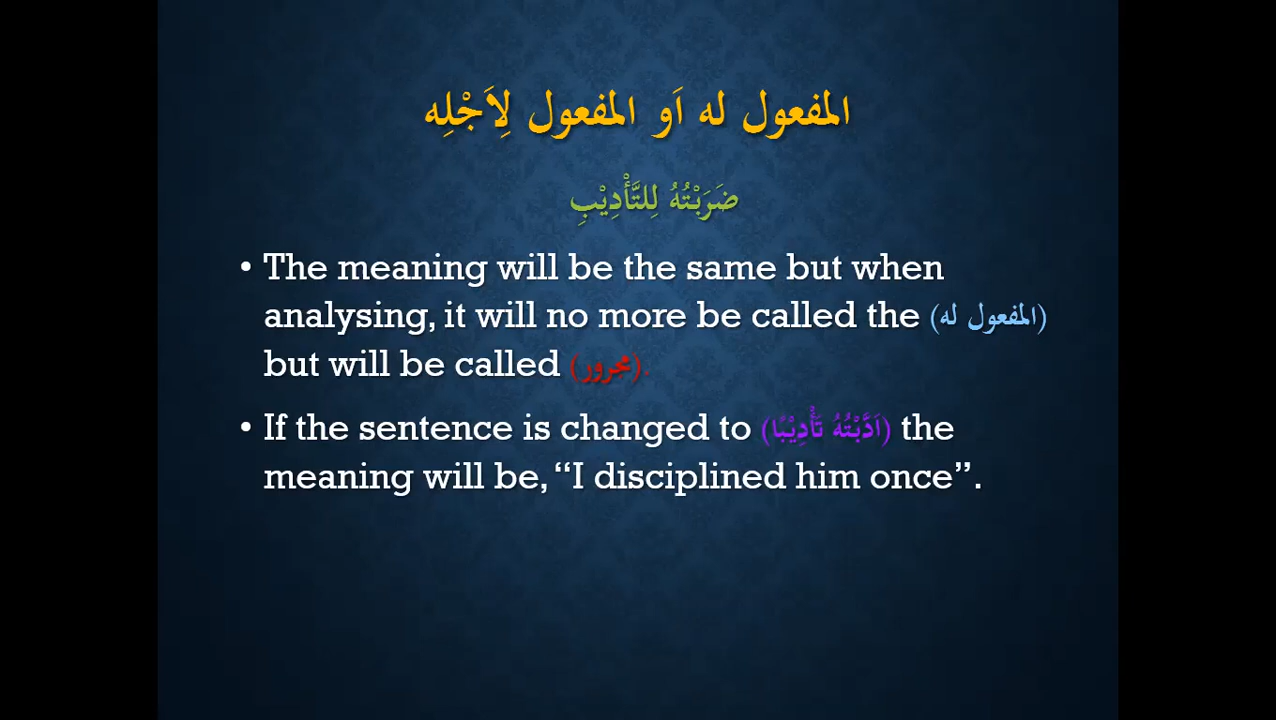 المفعول له اَو المفعول لِاَجْلِه
ضَرَبْتُهُ لِلتَّأْدِيْبِ
• The meaning will be the same but when
analysing, it will no more be called the (المفعول له)
but will be called (مجرور).
• If the sentence is changed to (اَدَّبْتُهُ تَأْدِيْبًا) the
meaning will be, “I disciplined him once”.